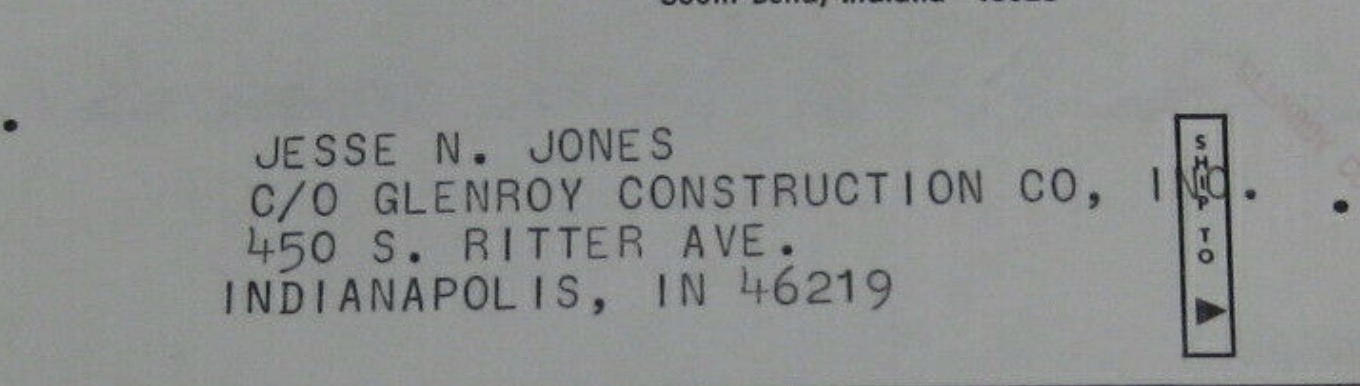 JESSE N. JONES
C/O GLENROY CONSTRUCTION CO, INC.
450 S. RITTER AVE.
INDIANAPOLIS, IN 46219
SHIP TO